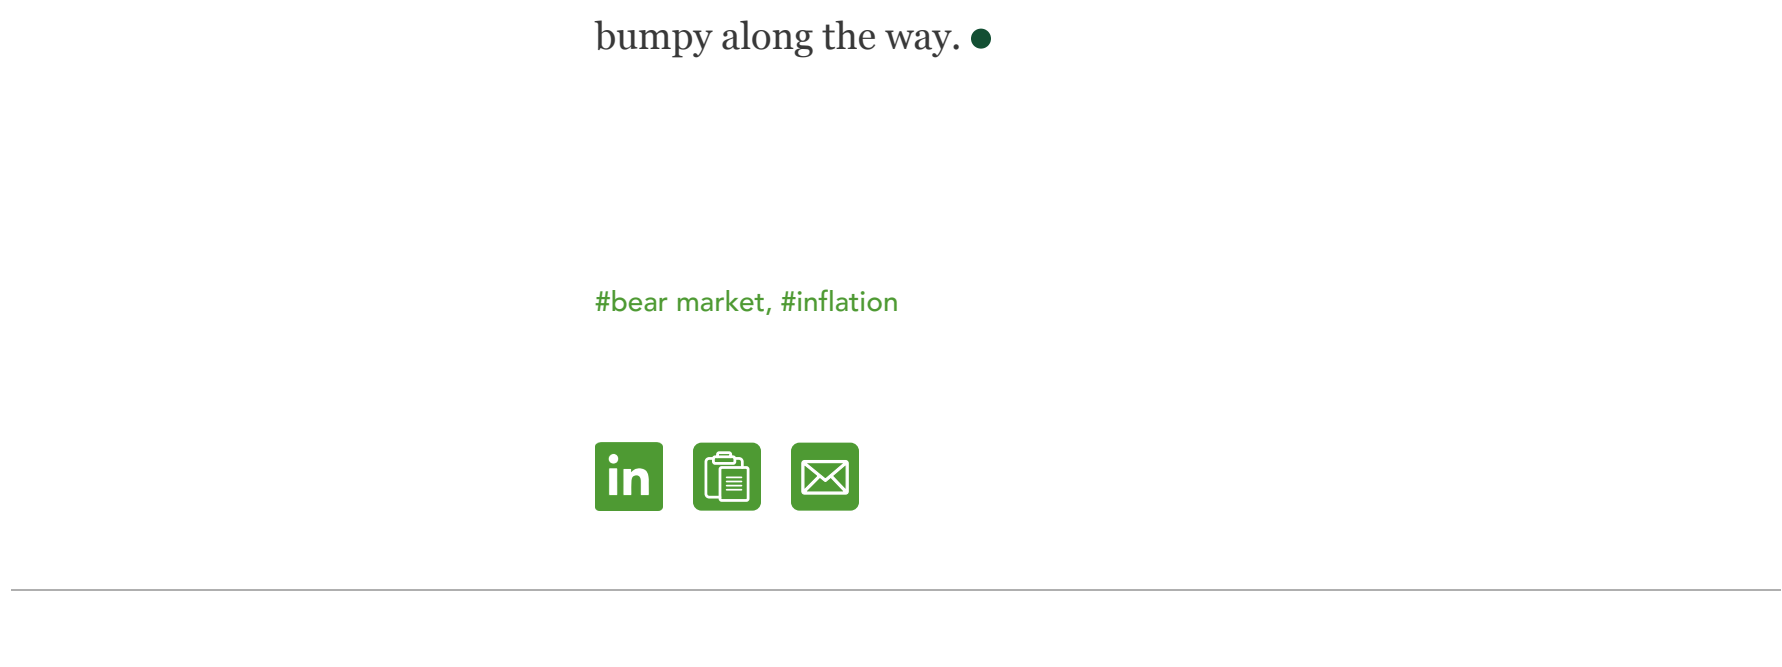 bumpy along the way.
#bear market, #inflation
in